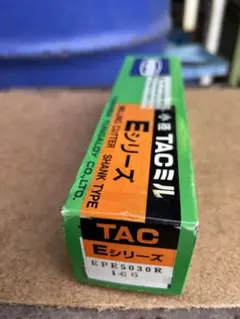 小径 TACミル
Eシリーズ
MILLING CUTTER SHANK TYPE
TUNGALOY CO., LTD.
TAC
Eシリーズ
EPE5030R
166